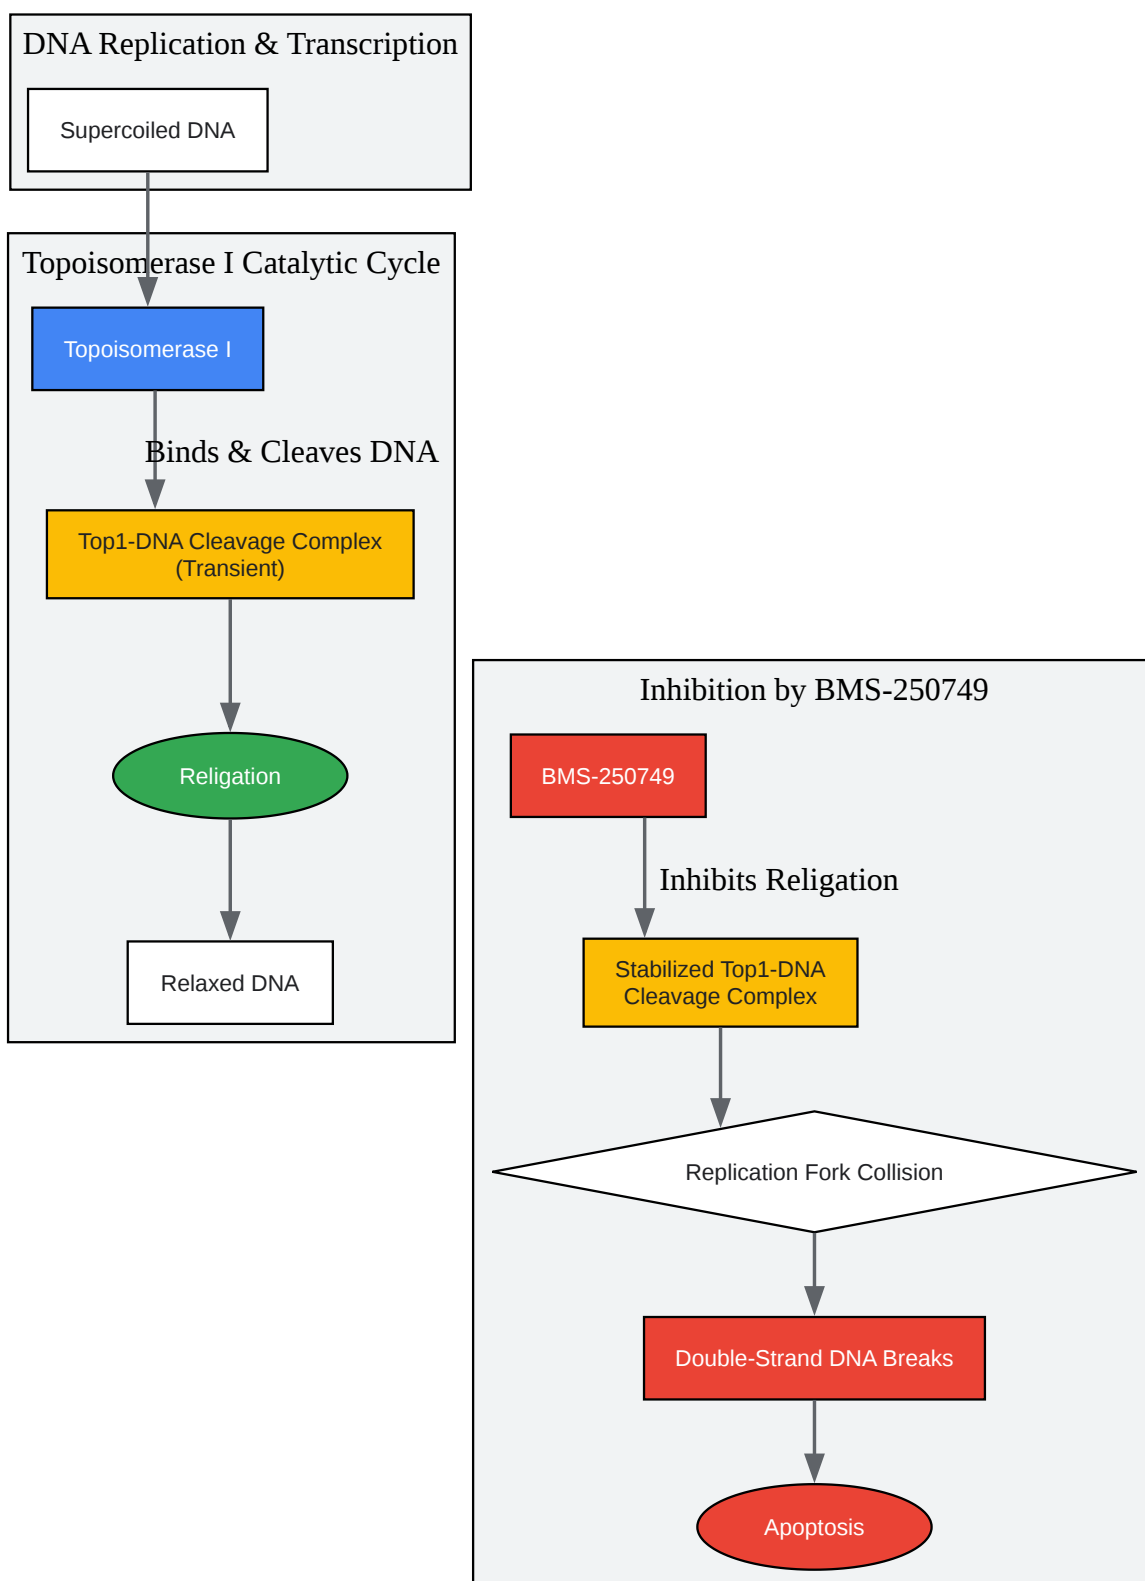 DNA Replication & Transcription
Supercoiled DNA
Topoisomerase I Catalytic Cycle
Topoisomerase I
Binds & Cleaves DNA
Top1-DNA Cleavage Complex
(Transient)
Religation
Relaxed DNA
Inhibition by BMS-250749
BMS-250749
Inhibits Religation
Stabilized Top1-DNA
Cleavage Complex
Replication Fork Collision
Double-Strand DNA Breaks
Apoptosis